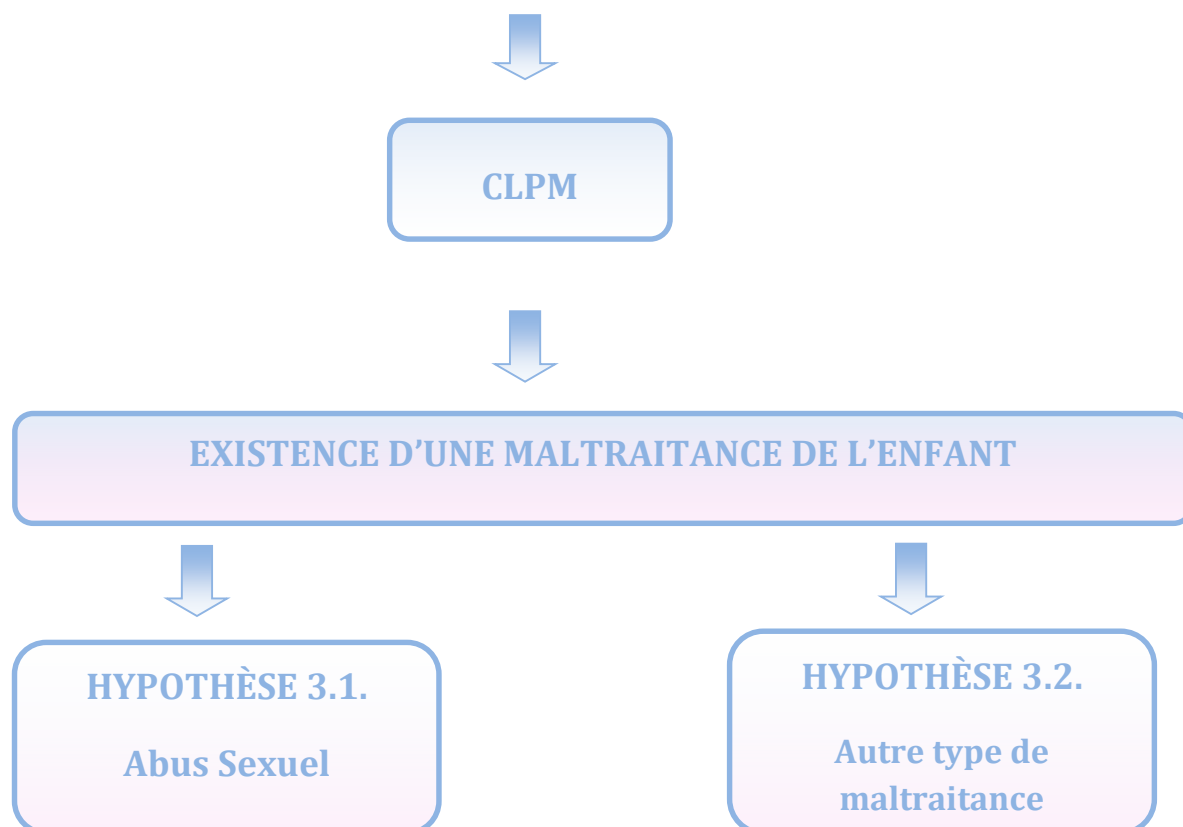 CLPM
EXISTENCE D’UNE MALTRAITANCE DE L’ENFANT
HYPOTHÈSE 3.1.
Abus Sexuel
HYPOTHÈSE 3.2.
Autre type de
maltraitance